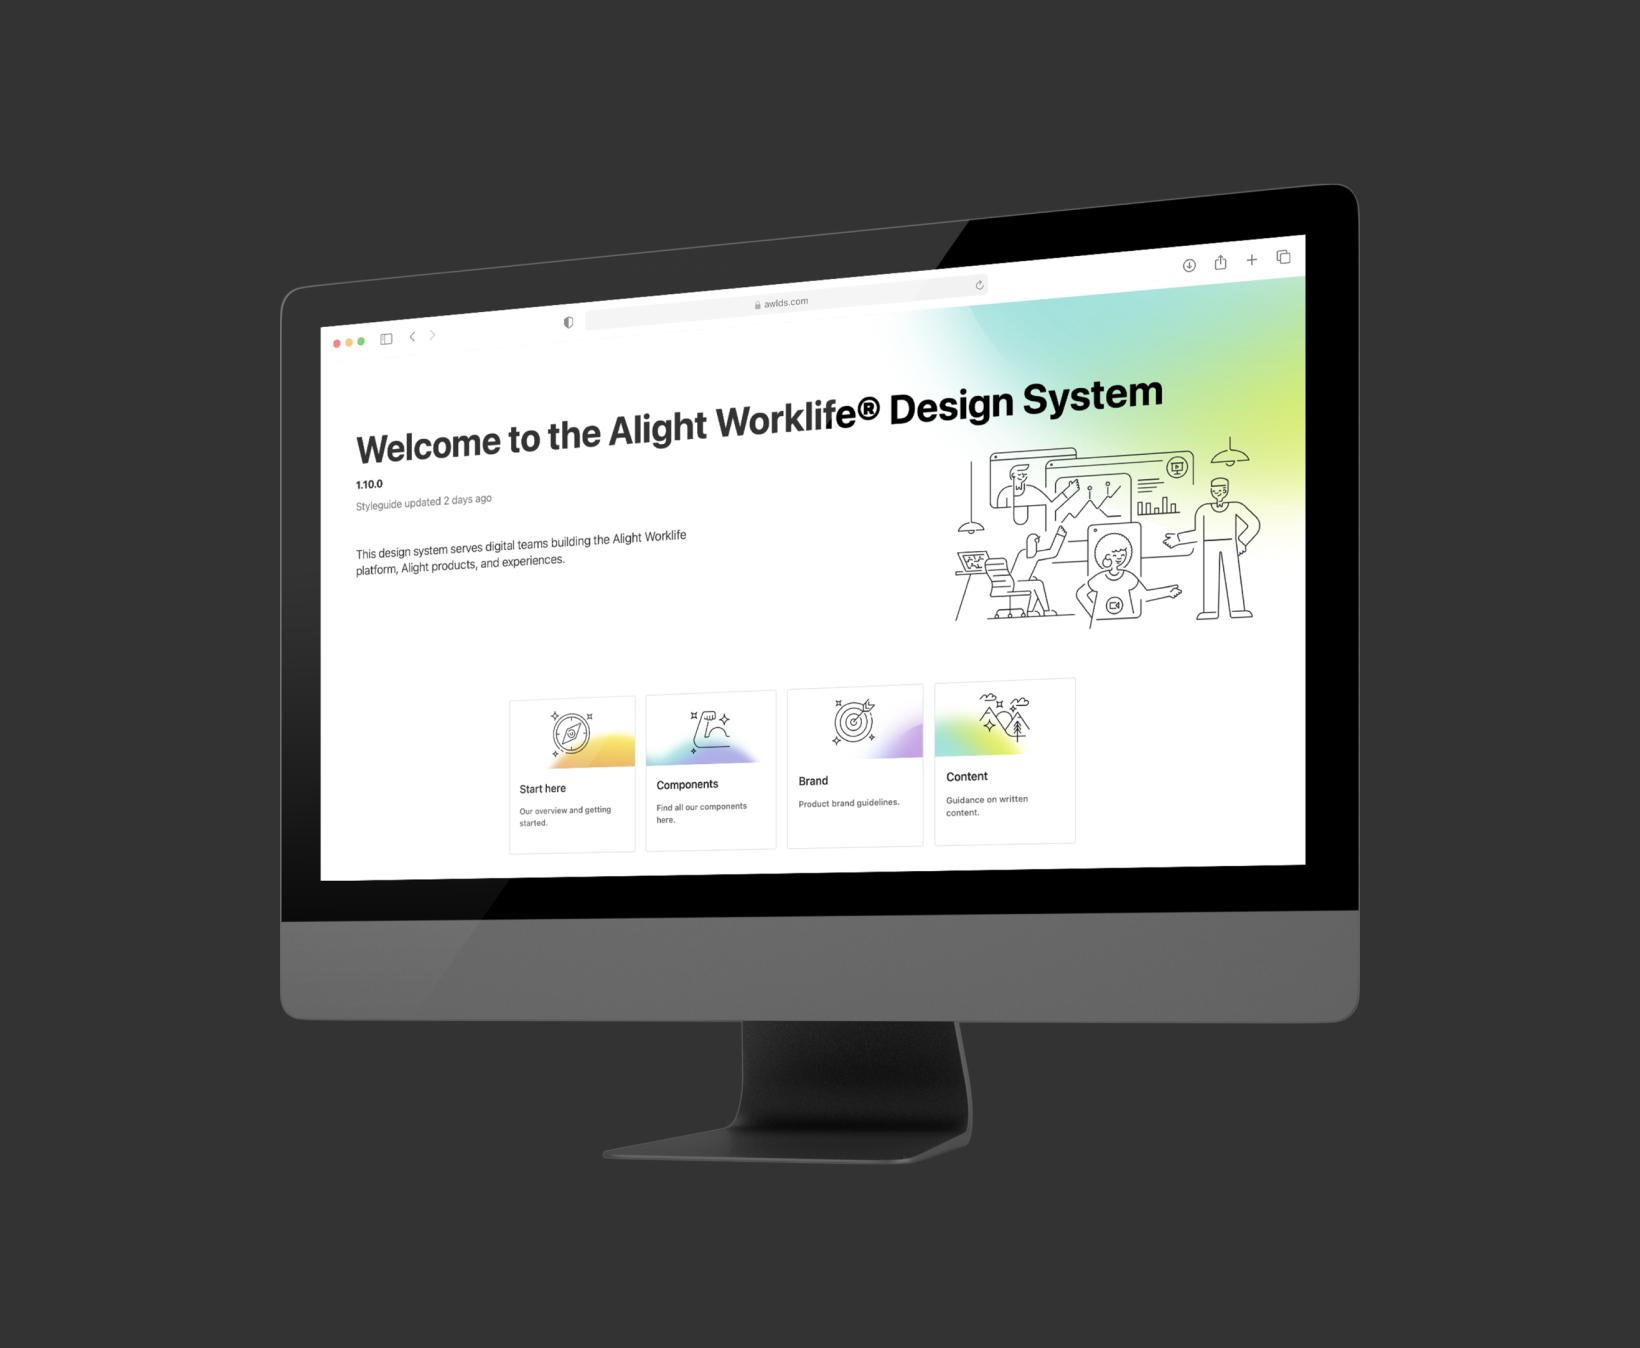 awlds.com
Welcome to the Alight Worklife® Design System
1.10.0
Styleguide updated 2 days ago
This design system serves digital teams building the Alight Worklife
platform, Alight products, and experiences.
Start here
Our overview and getting
started.
Components
Find all our components
here.
Brand
Product brand guidelines.
Content
Guidance on written
content.